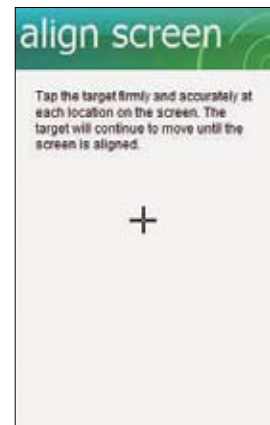 align screen
Tap the target firmly and accurately at
each location on the screen. The
target will continue to move until the
screen is aligned.